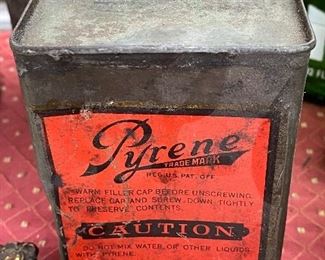 Pyrene
TRADE MARK
REG. U.S. PAT. OFF.
WARM FILLER CAP BEFORE UNSCREWING.
REPLACE CAP AND SCREW DOWN TIGHTLY
TO PRESERVE CONTENTS.
CAUTION
DO NOT MIX WATER OR OTHER LIQUIDS
WITH PYRENE.